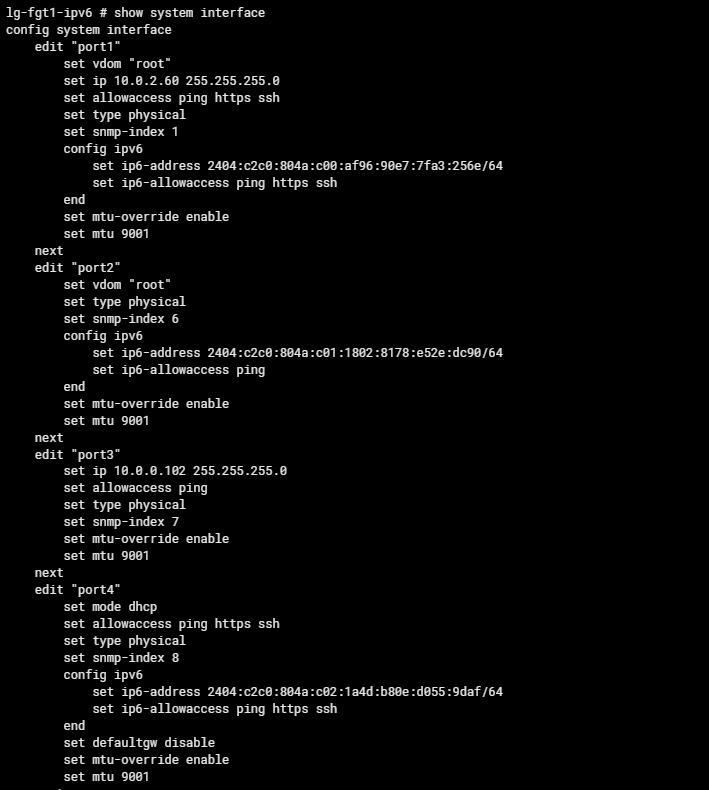 lg-fgt1-ipv6 # show system interface
config system interface
    edit "port1"
        set vdom "root"
        set ip 10.0.2.60 255.255.255.0
        set allowaccess ping https ssh
        set type physical
        set snmp-index 1
        config ipv6
            set ip6-address 2404:c2c0:804a:c00:af96:90e7:7fa3:256e/64
            set ip6-allowaccess ping https ssh
        end
        set mtu-override enable
        set mtu 9001
    next
    edit "port2"
        set vdom "root"
        set type physical
        set snmp-index 6
        config ipv6
            set ip6-address 2404:c2c0:804a:c01:1802:8178:e52e:dc90/64
            set ip6-allowaccess ping
        end
        set mtu-override enable
        set mtu 9001
    next
    edit "port3"
        set ip 10.0.0.102 255.255.255.0
        set allowaccess ping
        set type physical
        set snmp-index 7
        set mtu-override enable
        set mtu 9001
    next
    edit "port4"
        set mode dhcp
        set allowaccess ping https ssh
        set type physical
        set snmp-index 8
        config ipv6
            set ip6-address 2404:c2c0:804a:c02:1a4d:b80e:d055:9daf/64
            set ip6-allowaccess ping https ssh
        end
        set defaultgw disable
        set mtu-override enable
        set mtu 9001